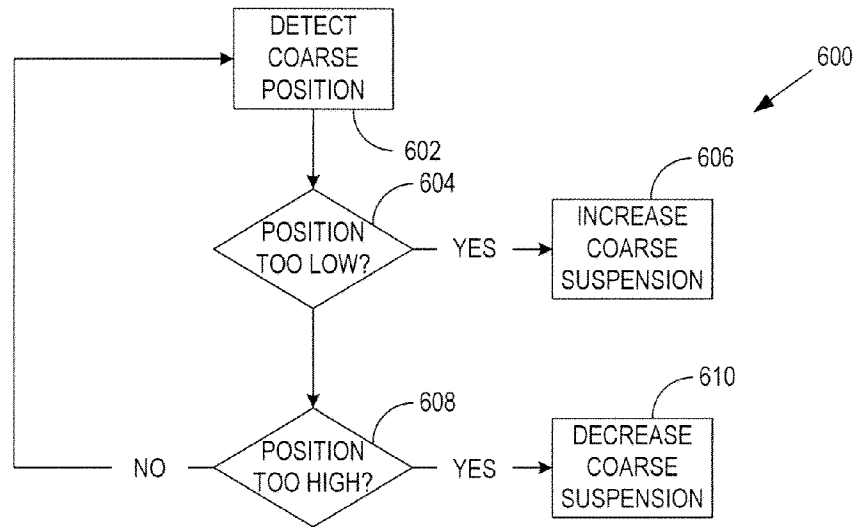 DETECT
COARSE
POSITION
600
602
604
606
POSITION
TOO LOW?
YES
INCREASE
COARSE
SUSPENSION
608
610
NO
POSITION
TOO HIGH?
YES
DECREASE
COARSE
SUSPENSION